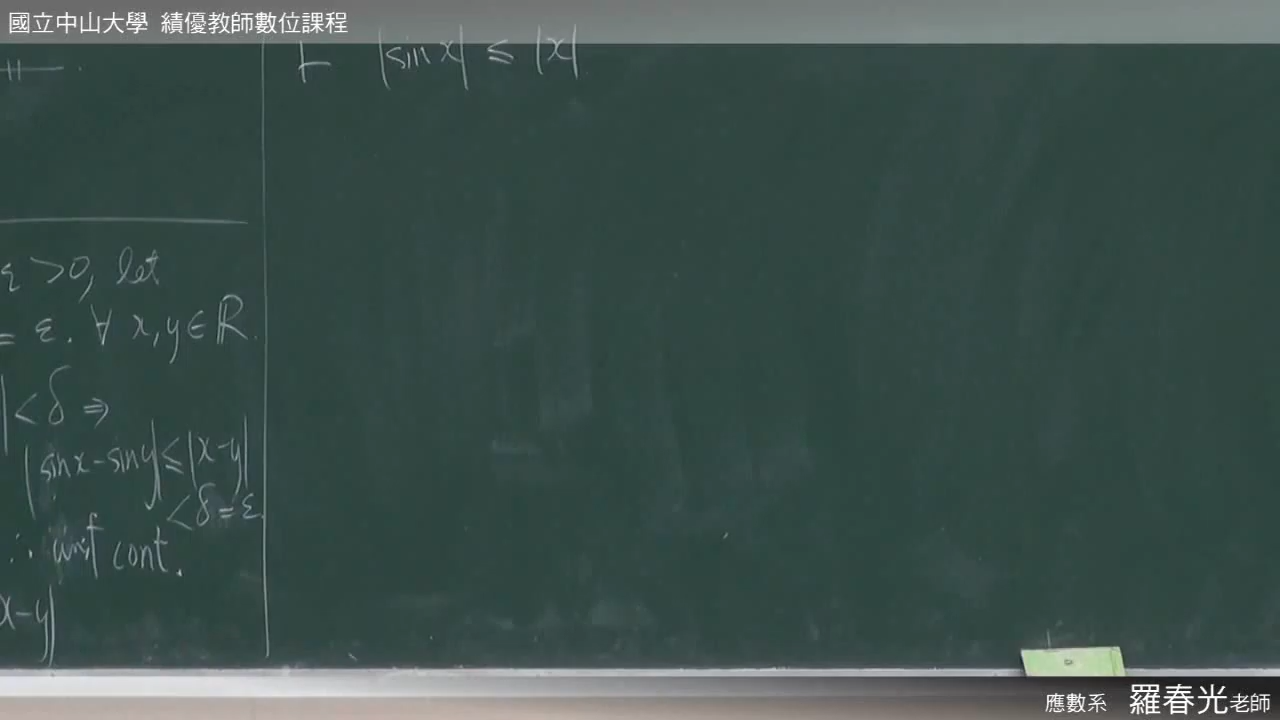 國立中山大學 績優教師數位課程
ε > 0, let
= ε. ∀ x, y ∈ ℝ.
| < δ ⇒
|sin x - sin y| ≤ |x - y|
< δ = ε.
∴ unif cont.
x - y|
⊢ |sin x| ≤ |x|
應數系 羅春光老師